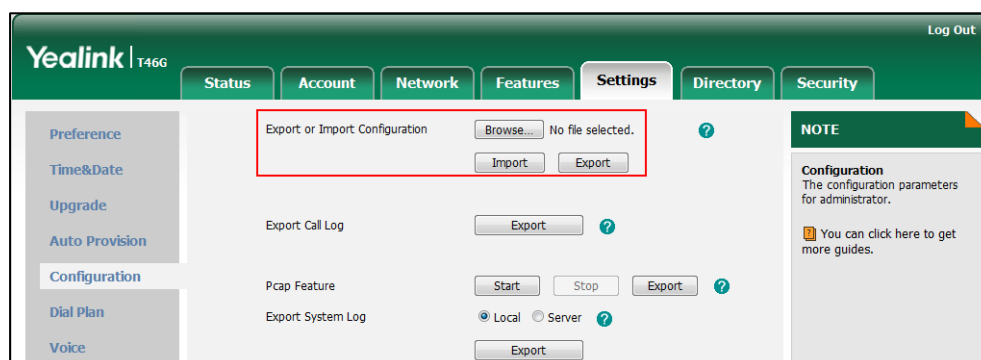 Log Out
Yealink | T46G
Status Account Network Features Settings Directory Security
Preference
Time&Date
Upgrade
Auto Provision
Configuration
Dial Plan
Voice
Export or Import Configuration Browse... No file selected. ?
Import Export
Export Call Log Export ?
Pcap Feature Start Stop Export ?
Export System Log Local Server ?
Export
NOTE
Configuration
The configuration parameters
for administrator.
? You can click here to get
more guides.